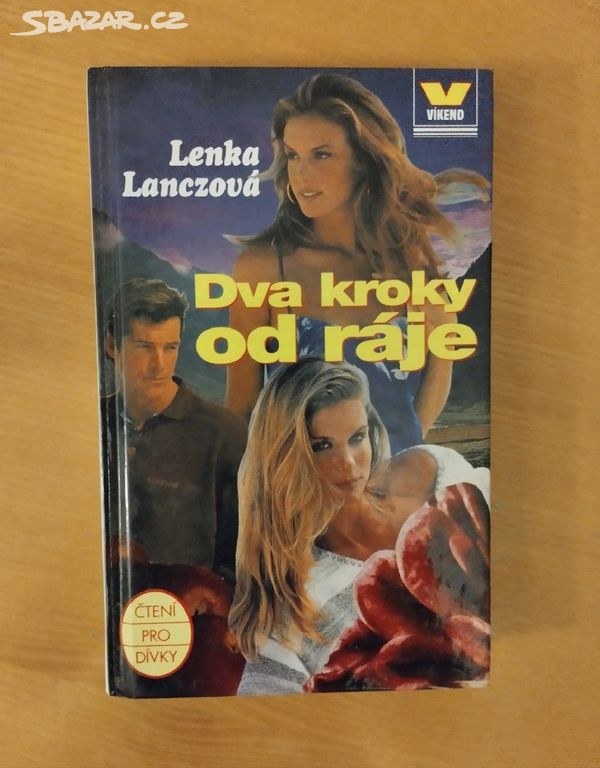 SBAZAR.CZ
VÍKEND
Lenka
Lanczová
Dva kroky
od ráje
ČTENÍ
PRO
DÍVKY